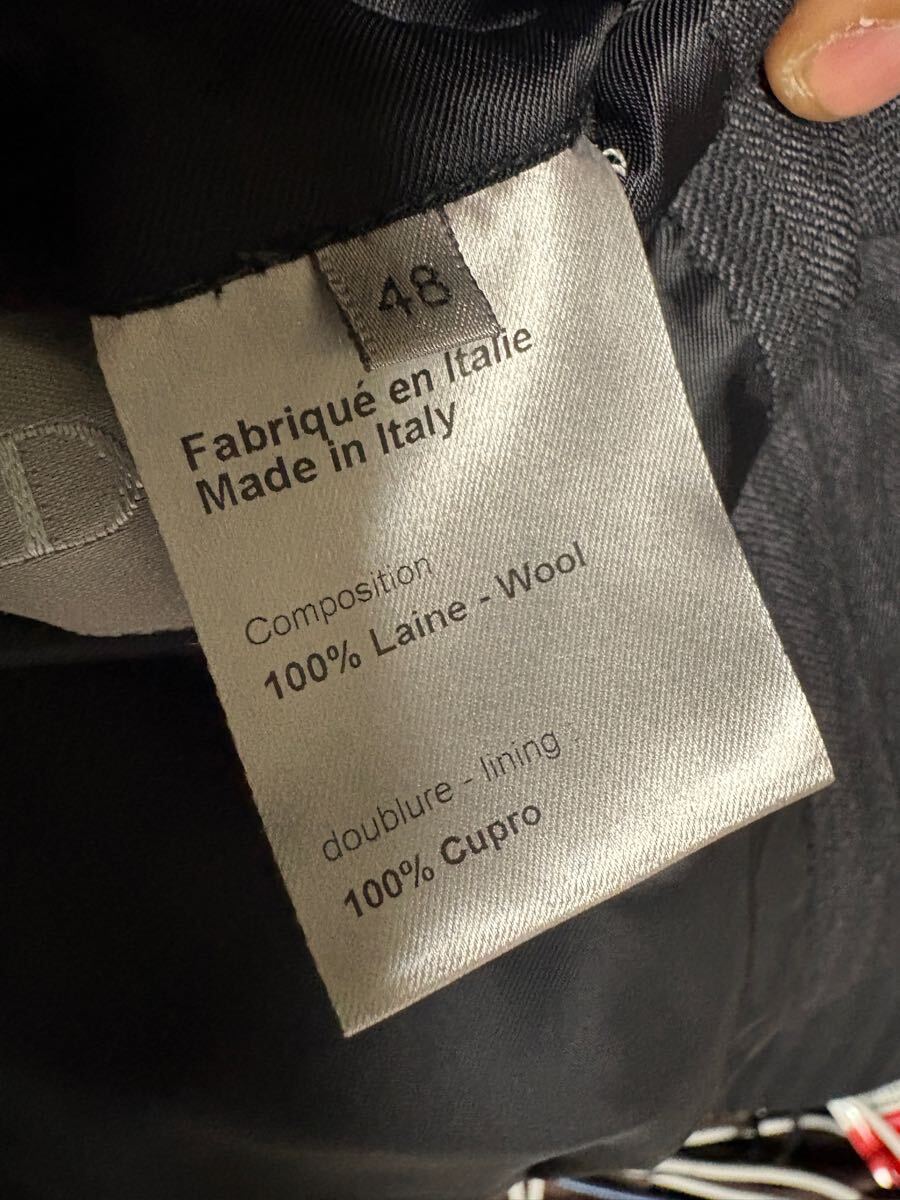 48
Fabriqué en Italie
Made in Italy
Composition :
100% Laine - Wool
doublure - lining :
100% Cupro
D